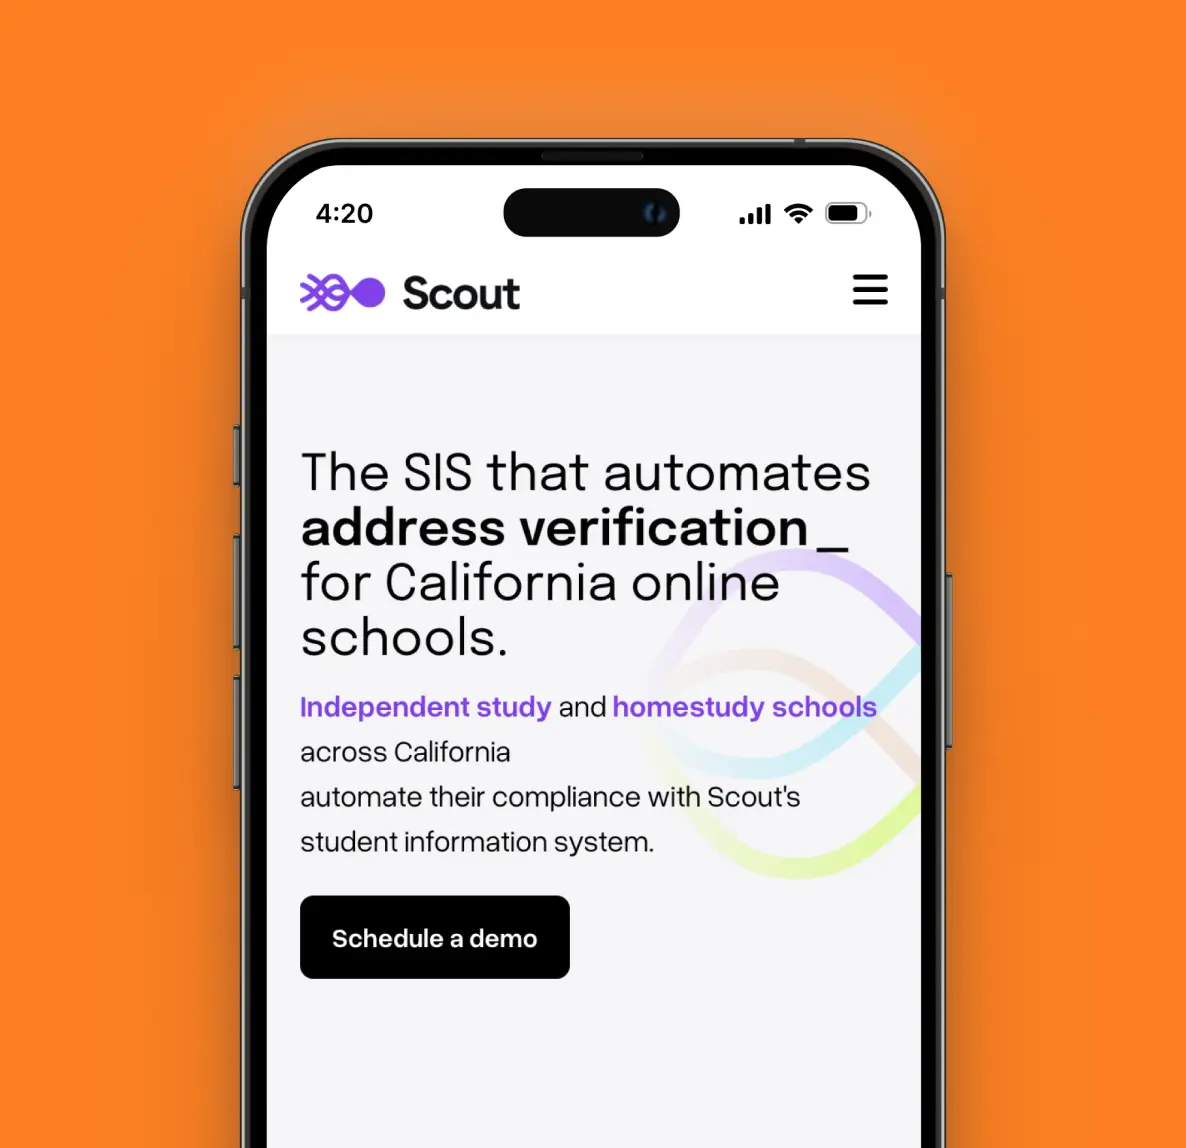 4:20
Scout
The SIS that automates
address verification _
for California online
schools.
Independent study and homestudy schools
across California
automate their compliance with Scout's
student information system.
Schedule a demo